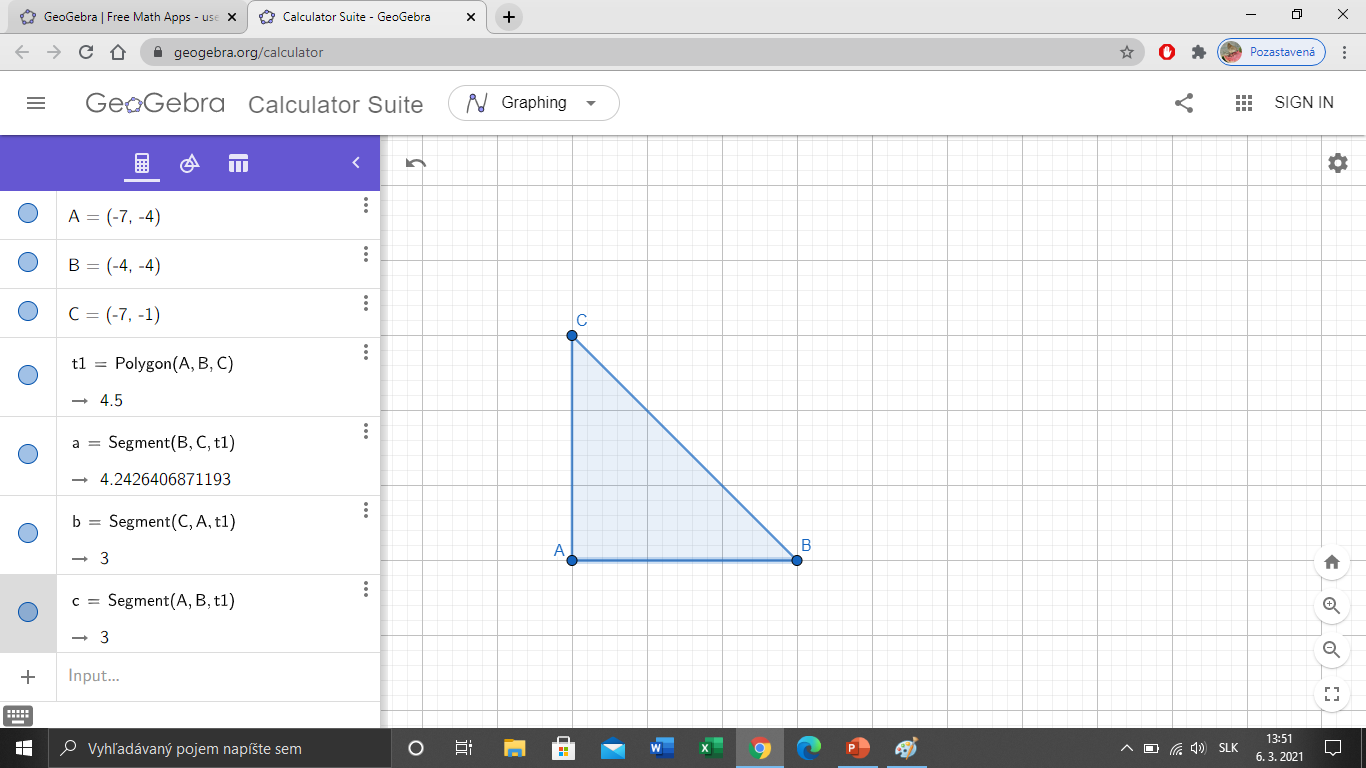 GeoGebra | Free Math Apps - use
Calculator Suite - GeoGebra
geogebra.org/calculator
Pozastavená
GeoGebra Calculator Suite
Graphing
SIGN IN
A = (-7, -4)
B = (-4, -4)
C = (-7, -1)
t1 = Polygon(A, B, C)
→ 4.5
a = Segment(B, C, t1)
→ 4.2426406871193
b = Segment(C, A, t1)
→ 3
c = Segment(A, B, t1)
→ 3
Input...
C
A
B
Vyhľadávaný pojem napíšte sem
SLK
13:51
6. 3. 2021